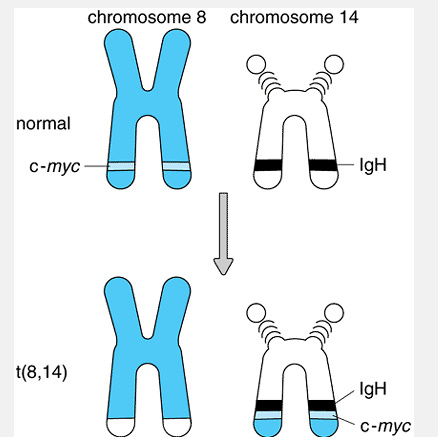 chromosome 8
chromosome 14
normal
c-myc
IgH
t(8,14)
IgH
c-myc